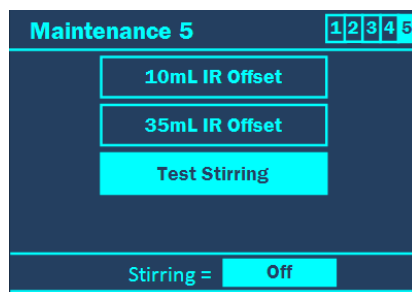 Maintenance 5 1 2 3 4 5
10mL IR Offset
35mL IR Offset
Test Stirring
Stirring = Off